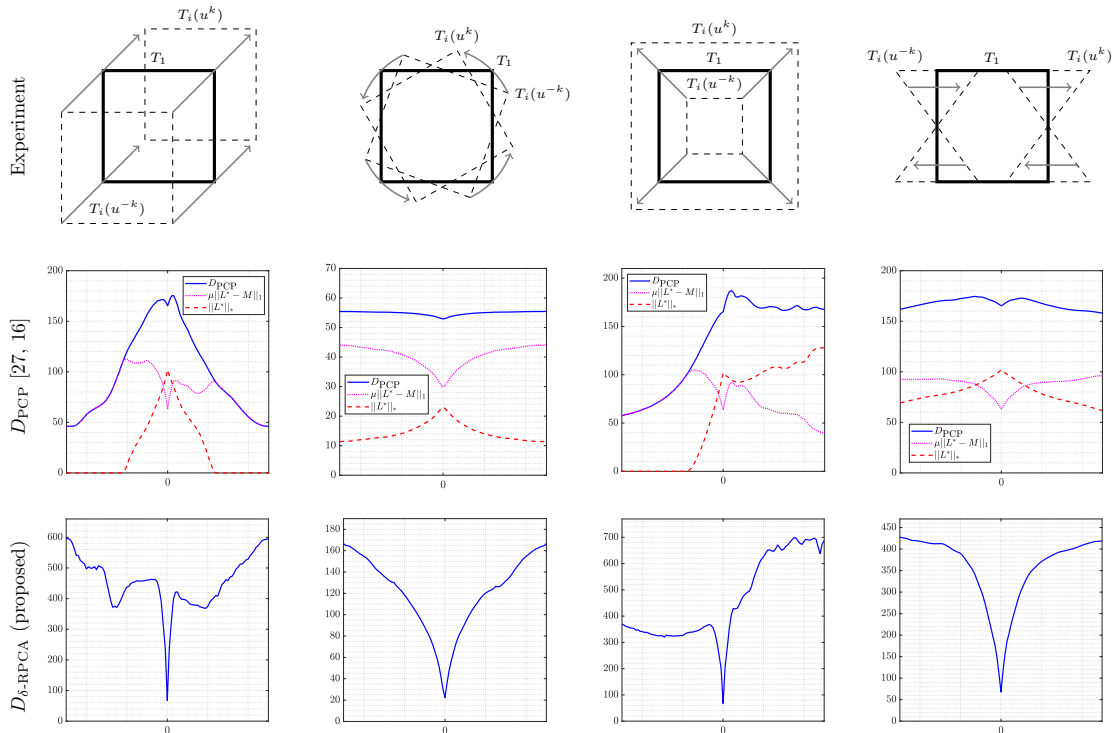 Experiment
T_i(u^k)
T_1
T_i(u^{-k})
T_i(u^k)
T_1
T_i(u^{-k})
T_i(u^k)
T_1
T_i(u^{-k})
T_i(u^{-k})
T_1
T_i(u^k)
D_PCP [27, 16]
200
150
100
50
0
0
D_PCP
μ||L* − M||_1
||L*||_*
70
60
50
40
30
20
10
0
0
D_PCP
μ||L* − M||_1
||L*||_*
200
150
100
50
0
0
D_PCP
μ||L* − M||_1
||L*||_*
200
150
100
50
0
0
D_PCP
μ||L* − M||_1
||L*||_*
D_δ-RPCA (proposed)
600
500
400
300
200
100
0
0
180
160
140
120
100
80
60
40
20
0
0
700
600
500
400
300
200
100
0
0
450
400
350
300
250
200
150
100
50
0
0